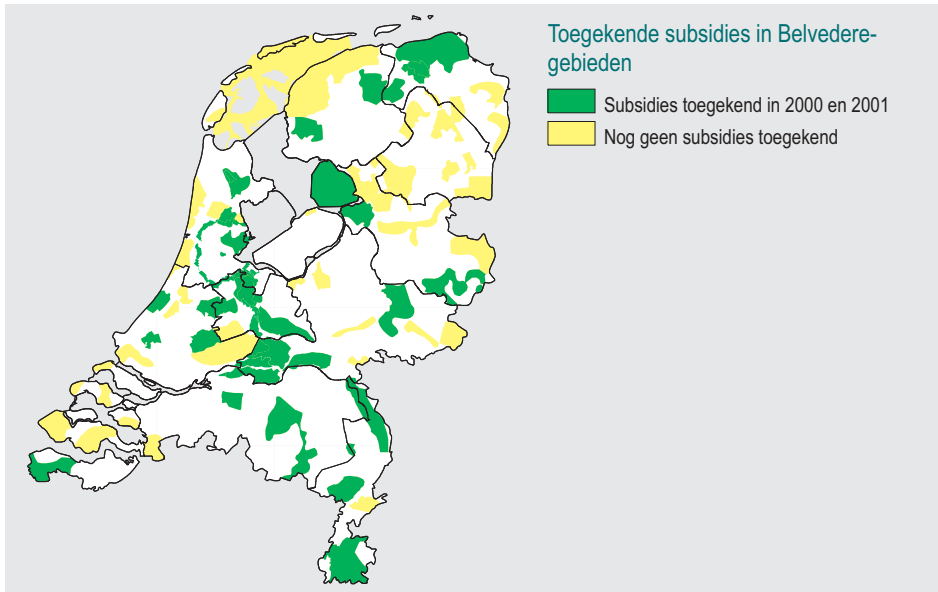 Toegekende subsidies in Belvedere-
gebieden
Subsidies toegekend in 2000 en 2001
Nog geen subsidies toegekend